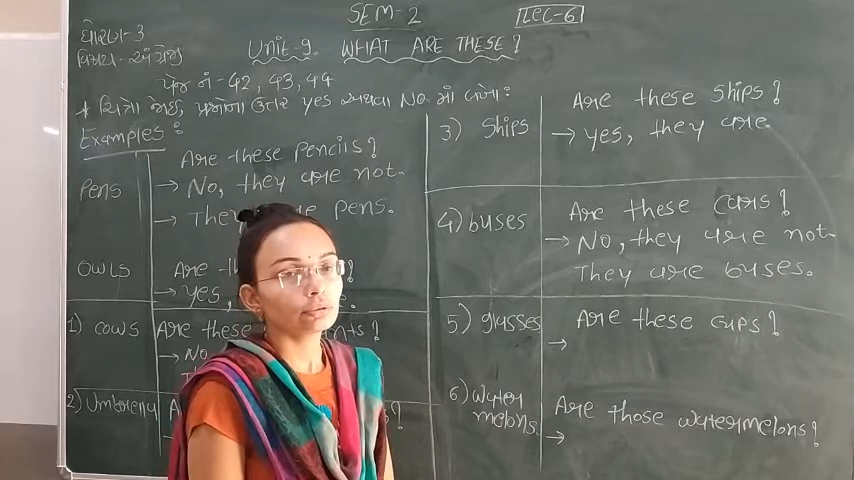 SEM-2
LEC-6
ધોરણ-3
વિષય-અંગ્રેજી
Unit-9. WHAT ARE THESE?
પેજ નં-42, 43, 44
* ચિત્રો જોઇ, પ્રશ્નોના ઉત્તર yes અથવા No માં લખો:
Examples:
Pens
Are these Pencils?
→ No, they are not.
→ They are pens.
owls
Are
→ yes,
1) cows
Are these
→ No
2) Umbrella
3) Ships
Are these ships?
→ yes, they are.
4) buses
Are these cars?
→ No, they are not.
They are buses.
5) glasses
Are these cups?
→
6) water
melons.
Are those watermelons?
→